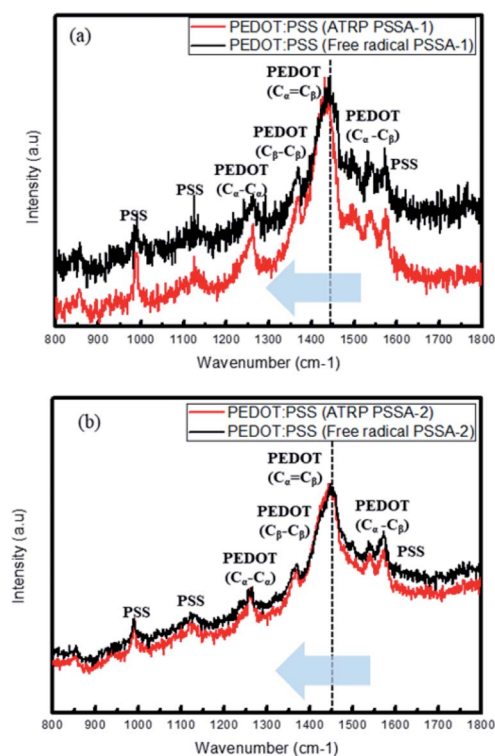 (a)
PEDOT:PSS (ATRP PSSA-1)
PEDOT:PSS (Free radical PSSA-1)
PEDOT
(Cα=Cβ)
PEDOT
(Cβ-Cβ)
PEDOT
(Cα-Cβ)
PSS
PEDOT
(Cα-Cα)
PSS
PSS
Intensity (a.u)
800 900 1000 1100 1200 1300 1400 1500 1600 1700 1800
Wavenumber (cm-1)
(b)
PEDOT:PSS (ATRP PSSA-2)
PEDOT:PSS (Free radical PSSA-2)
PEDOT
(Cα=Cβ)
PEDOT
(Cβ-Cβ)
PEDOT
(Cα-Cβ)
PSS
PEDOT
(Cα-Cα)
PSS
PSS
Intensity (a.u)
800 900 1000 1100 1200 1300 1400 1500 1600 1700 1800
Wavenumber (cm-1)